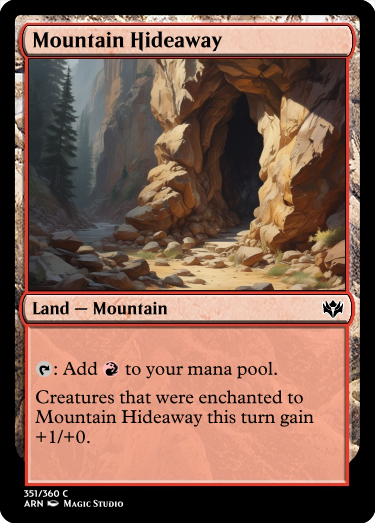 Mountain Hideaway
Land — Mountain
: Add to your mana pool.
Creatures that were enchanted to
Mountain Hideaway this turn gain
+1/+0.
351/360 C
ARN Magic Studio